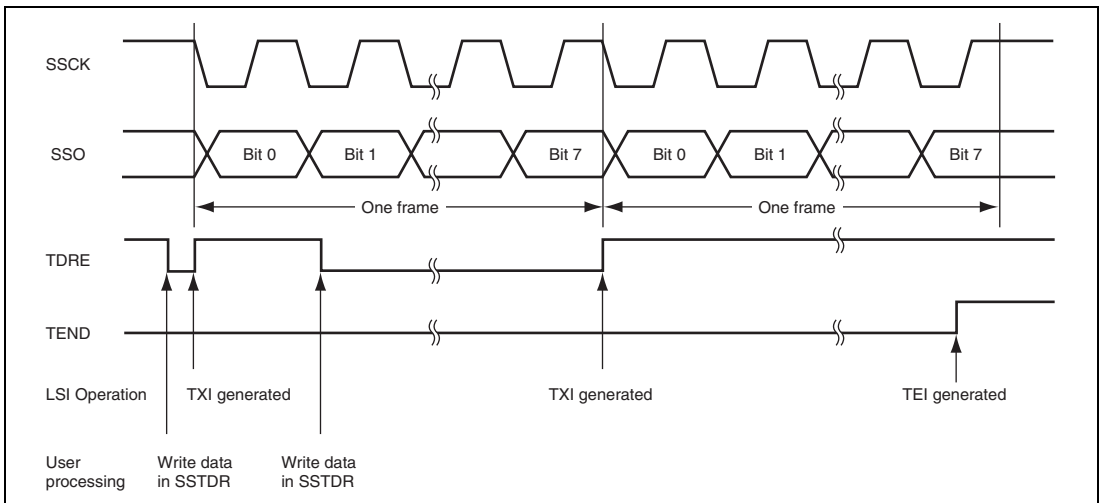 SSCK
SSO
Bit 0
Bit 1
Bit 7
Bit 0
Bit 1
Bit 7
One frame
One frame
TDRE
TEND
LSI Operation
TXI generated
TXI generated
TEI generated
User
processing
Write data
in SSTDR
Write data
in SSTDR